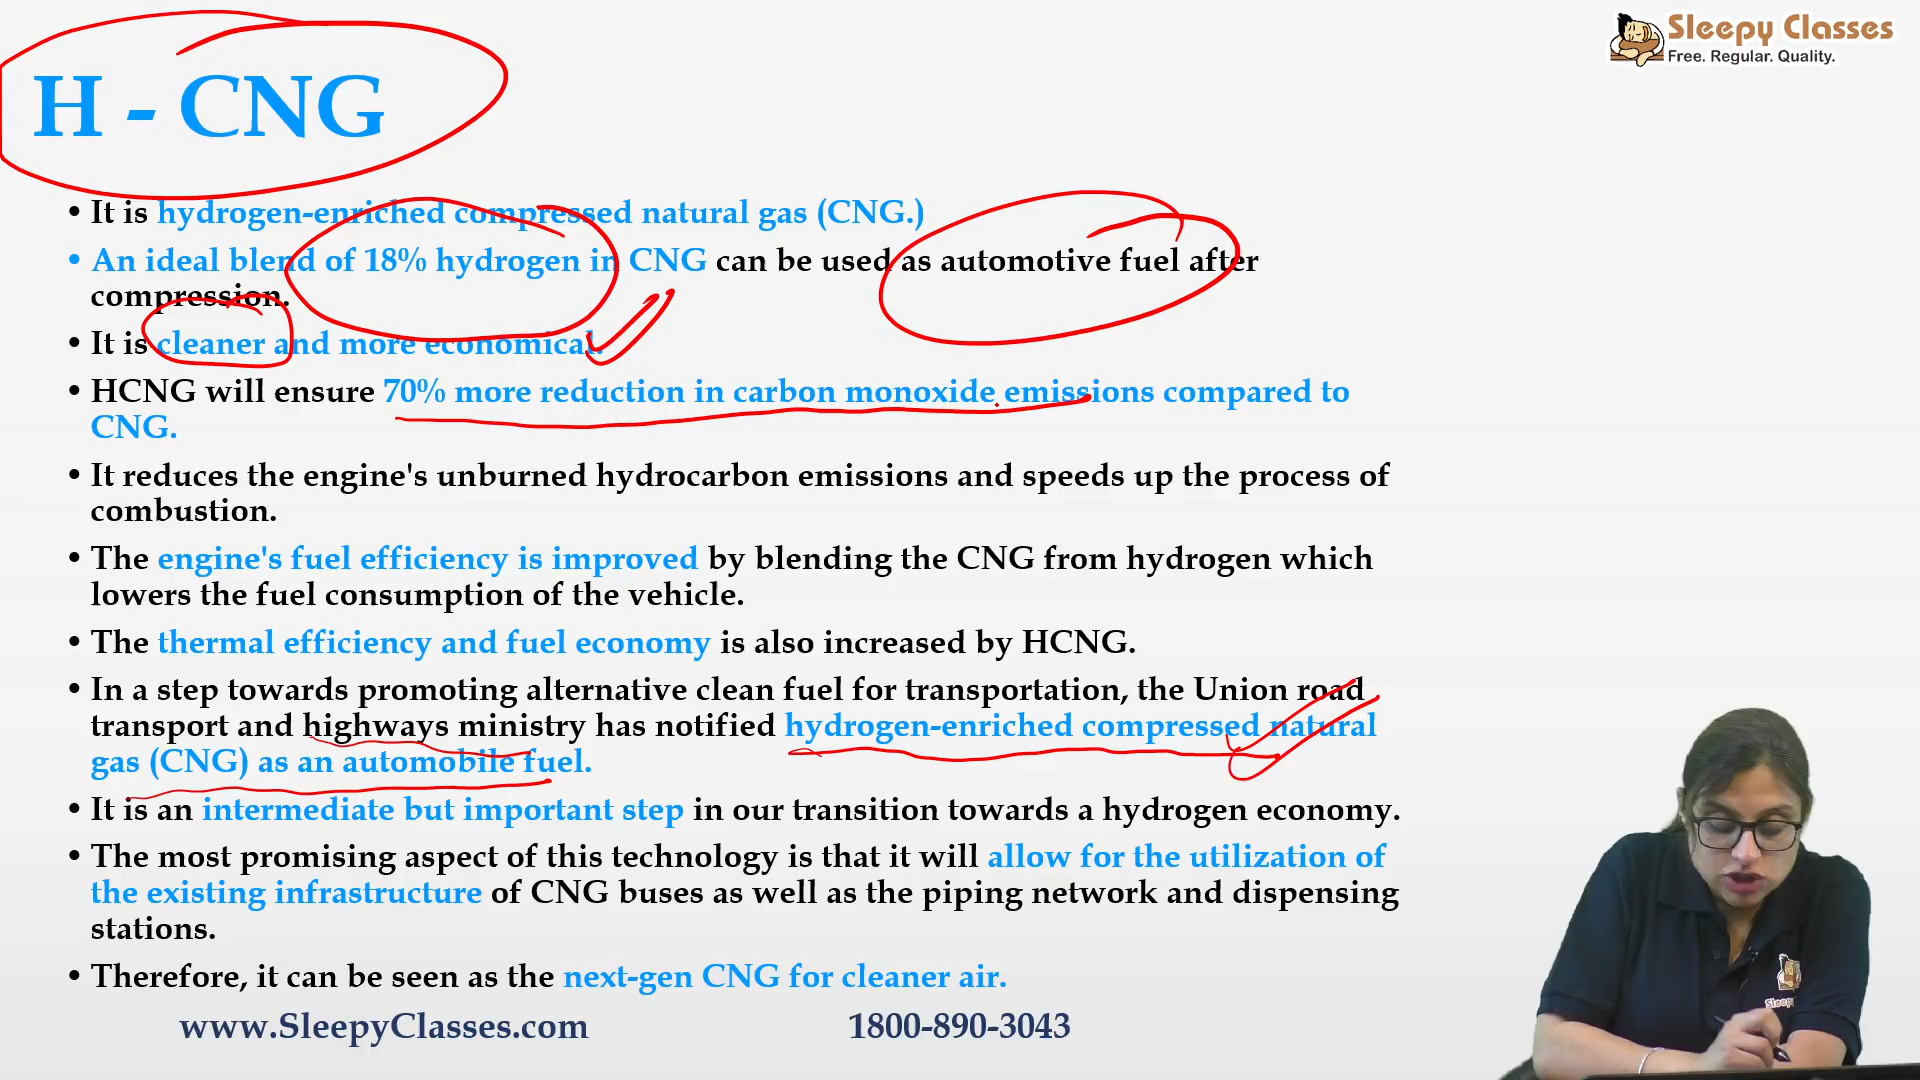 Sleepy Classes
Free. Regular. Quality.
H - CNG
• It is hydrogen-enriched compressed natural gas (CNG.)
• An ideal blend of 18% hydrogen in CNG can be used as automotive fuel after
compression.
• It is cleaner and more economical.
• HCNG will ensure 70% more reduction in carbon monoxide emissions compared to
CNG.
• It reduces the engine's unburned hydrocarbon emissions and speeds up the process of
combustion.
• The engine's fuel efficiency is improved by blending the CNG from hydrogen which
lowers the fuel consumption of the vehicle.
• The thermal efficiency and fuel economy is also increased by HCNG.
• In a step towards promoting alternative clean fuel for transportation, the Union road
transport and highways ministry has notified hydrogen-enriched compressed natural
gas (CNG) as an automobile fuel.
• It is an intermediate but important step in our transition towards a hydrogen economy.
• The most promising aspect of this technology is that it will allow for the utilization of
the existing infrastructure of CNG buses as well as the piping network and dispensing
stations.
• Therefore, it can be seen as the next-gen CNG for cleaner air.
www.SleepyClasses.com 1800-890-3043